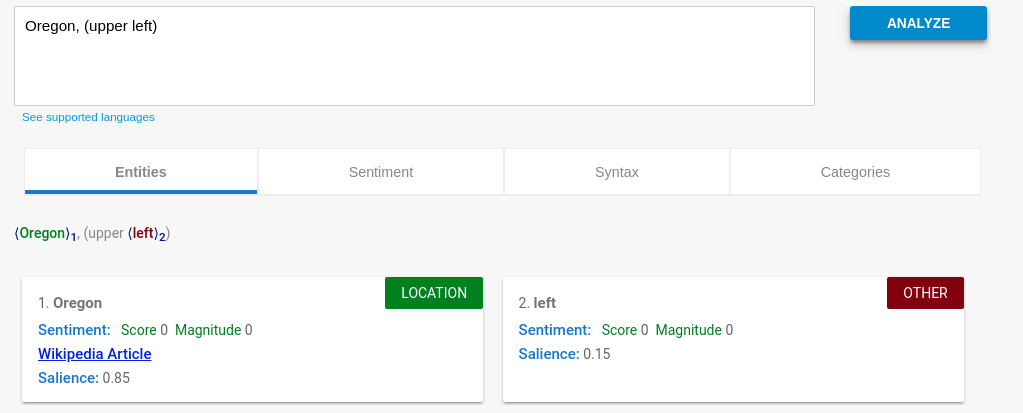 Oregon, (upper left)
ANALYZE
See supported languages
Entities
Sentiment
Syntax
Categories
⟨Oregon⟩1, (upper ⟨left⟩2)
1. Oregon
LOCATION
Sentiment: Score 0 Magnitude 0
Wikipedia Article
Salience: 0.85
2. left
OTHER
Sentiment: Score 0 Magnitude 0
Salience: 0.15